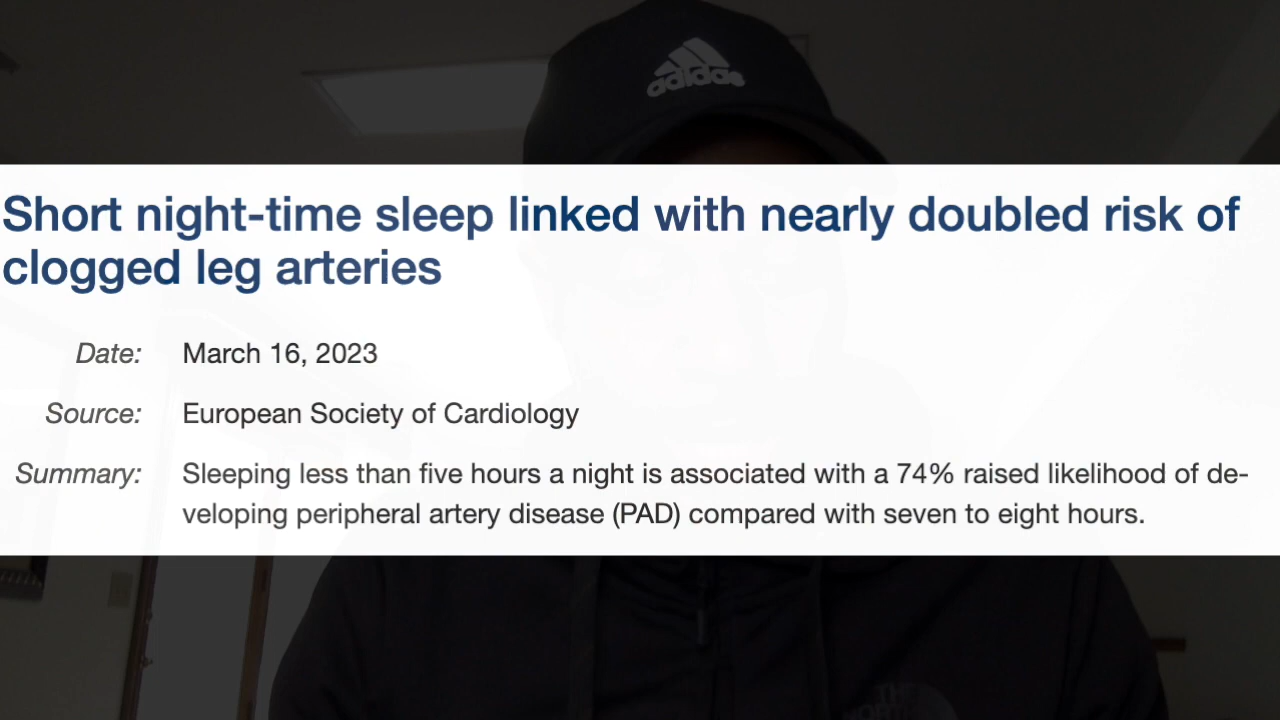 adidas
Short night-time sleep linked with nearly doubled risk of
clogged leg arteries
Date: March 16, 2023
Source: European Society of Cardiology
Summary: Sleeping less than five hours a night is associated with a 74% raised likelihood of de-
veloping peripheral artery disease (PAD) compared with seven to eight hours.
THE
NORTH